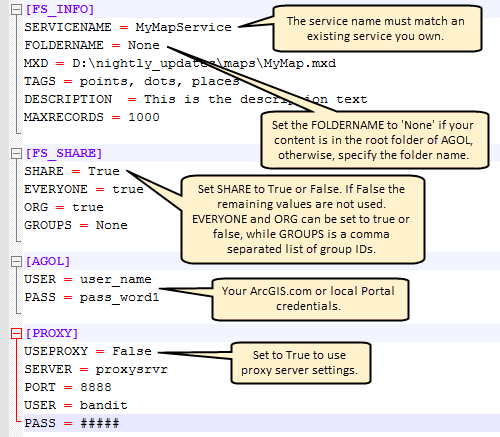 [FS_INFO]
SERVICENAME = MyMapService
FOLDERNAME = None
MXD = D:\nightly_updates\maps\MyMap.mxd
TAGS = points, dots, places
DESCRIPTION = This is the description text
MAXRECORDS = 1000
The service name must match an
existing service you own.
Set the FOLDERNAME to 'None' if your
content is in the root folder of AGOL,
otherwise, specify the folder name.
[FS_SHARE]
SHARE = True
EVERYONE = true
ORG = true
GROUPS = None
Set SHARE to True or False. If False the
remaining values are not used.
EVERYONE and ORG can be set to true or
false, while GROUPS is a comma
separated list of group IDs.
[AGOL]
USER = user_name
PASS = pass_word1
Your ArcGIS.com or local Portal
credentials.
[PROXY]
USEPROXY = False
SERVER = proxysrvr
PORT = 8888
USER = bandit
PASS = #####
Set to True to use
proxy server settings.